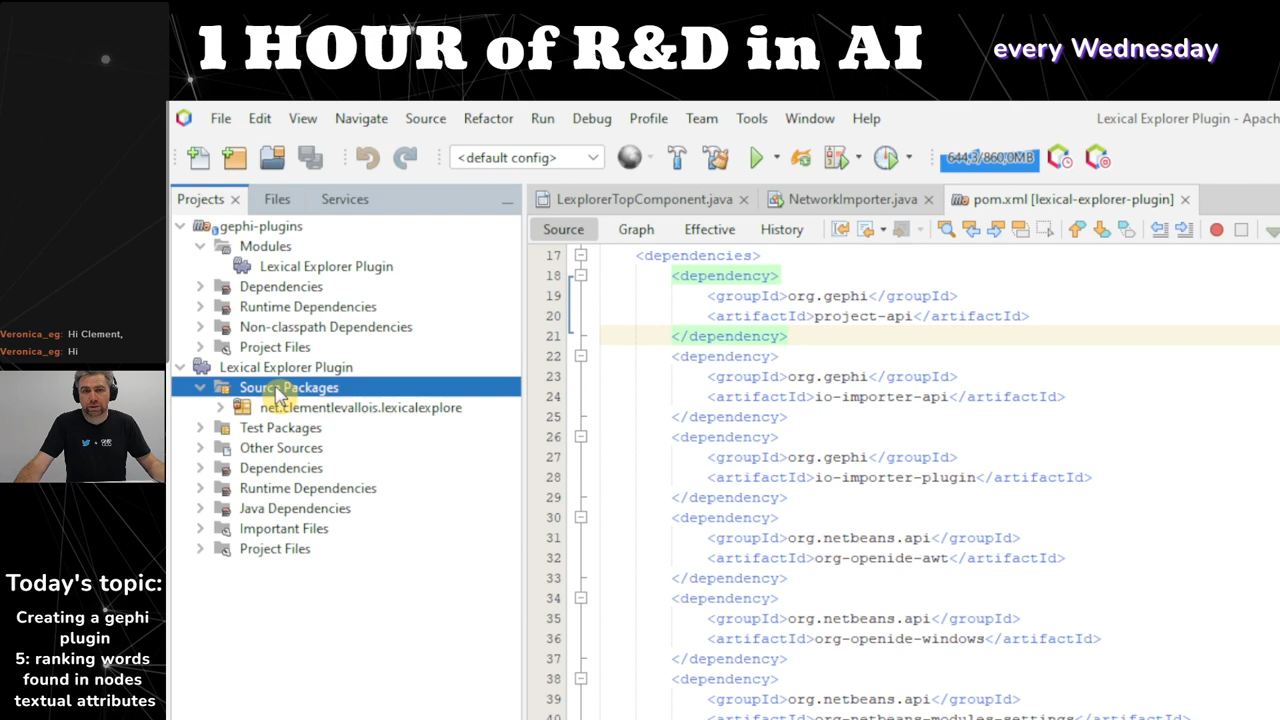 1 HOUR of R&D in AI
every Wednesday
File Edit View Navigate Source Refactor Run Debug Profile Team Tools Window Help
Lexical Explorer Plugin - Apach
<default config>
644,3/860,0MB
Projects Files Services
LexplorerTopComponent.java NetworkImporter.java pom.xml [lexical-explorer-plugin]
Source Graph Effective History
gephi-plugins
Modules
Lexical Explorer Plugin
Dependencies
Runtime Dependencies
Non-classpath Dependencies
Project Files
Lexical Explorer Plugin
Source Packages
net.clementlevallois.lexicalexplore
Test Packages
Other Sources
Dependencies
Runtime Dependencies
Java Dependencies
Important Files
Project Files
17 <dependencies>
18 <dependency>
19 <groupId>org.gephi</groupId>
20 <artifactId>project-api</artifactId>
21 </dependency>
22 <dependency>
23 <groupId>org.gephi</groupId>
24 <artifactId>io-importer-api</artifactId>
25 </dependency>
26 <dependency>
27 <groupId>org.gephi</groupId>
28 <artifactId>io-importer-plugin</artifactId>
29 </dependency>
30 <dependency>
31 <groupId>org.netbeans.api</groupId>
32 <artifactId>org-openide-awt</artifactId>
33 </dependency>
34 <dependency>
35 <groupId>org.netbeans.api</groupId>
36 <artifactId>org-openide-windows</artifactId>
37 </dependency>
38 <dependency>
39 <groupId>org.netbeans.api</groupId>
40 <artifactId>org-netbeans-modules-settings</artifactId>
Veronica_eg: Hi Clement,
Veronica_eg: Hi
Today's topic:
Creating a gephi
plugin
5: ranking words
found in nodes
textual attributes